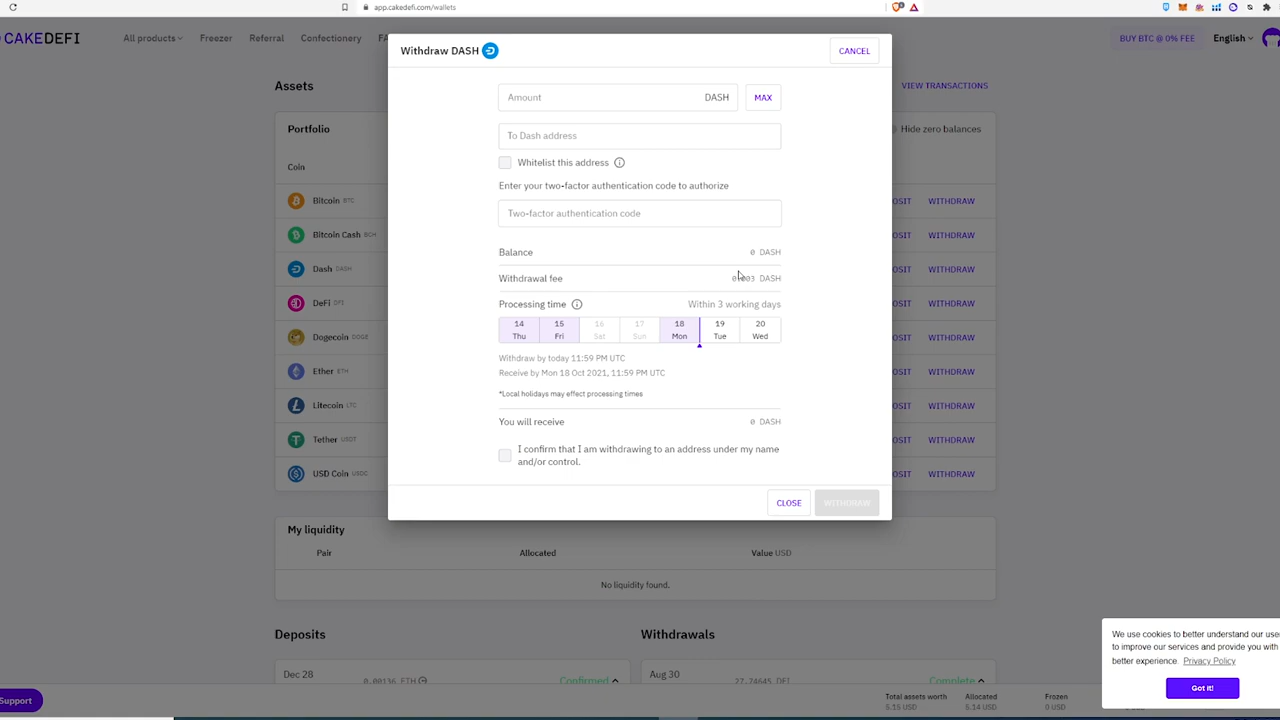 app.cakedefi.com/wallets
CAKEDEFI
All products
Freezer
Referral
Confectionery
BUY BTC @ 0% FEE
English
Assets
VIEW TRANSACTIONS
Portfolio
Hide zero balances
Coin
Bitcoin BTC
WITHDRAW
Bitcoin Cash BCH
WITHDRAW
Dash DASH
WITHDRAW
DeFi DFI
WITHDRAW
Dogecoin DOGE
WITHDRAW
Ether ETH
WITHDRAW
Litecoin LTC
WITHDRAW
Tether USDT
WITHDRAW
USD Coin USDC
WITHDRAW
Withdraw DASH
CANCEL
Amount
DASH
MAX
To Dash address
Whitelist this address
Enter your two-factor authentication code to authorize
Two-factor authentication code
Balance
0 DASH
Withdrawal fee
DASH
Processing time
Within 3 working days
14 15 16 17 18 19 20
Thu Fri Sat Sun Mon Tue Wed
Withdraw by today 11:59 PM UTC
Receive by Mon 18 Oct 2021, 11:59 PM UTC
*Local holidays may effect processing times
You will receive
0 DASH
I confirm that I am withdrawing to an address under my name
and/or control.
CLOSE
WITHDRAW
My liquidity
Pair
Allocated
Value USD
No liquidity found.
Deposits
Withdrawals
Dec 28
0.00136 ETH
Confirmed
Aug 30
27.24645 DFI
Complete
Support
Total assets worth
5.15 USD
Allocated
5.14 USD
Frozen
0 USD
We use cookies to better understand our use
to improve our services and provide you with
better experience. Privacy Policy
Got it!